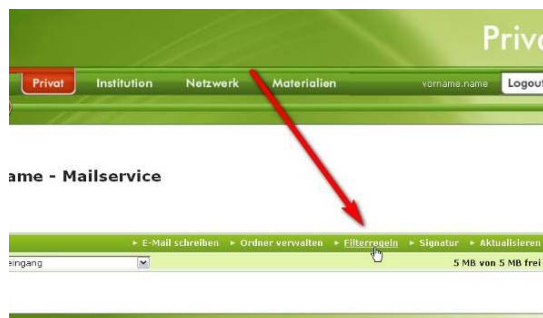 Priva
Privat Institution Netzwerk Materialien vorname.name Logout
ame - Mailservice
▸ E-Mail schreiben ▸ Ordner verwalten ▸ Filterregeln ▸ Signatur ▸ Aktualisieren
eingang 5 MB von 5 MB frei